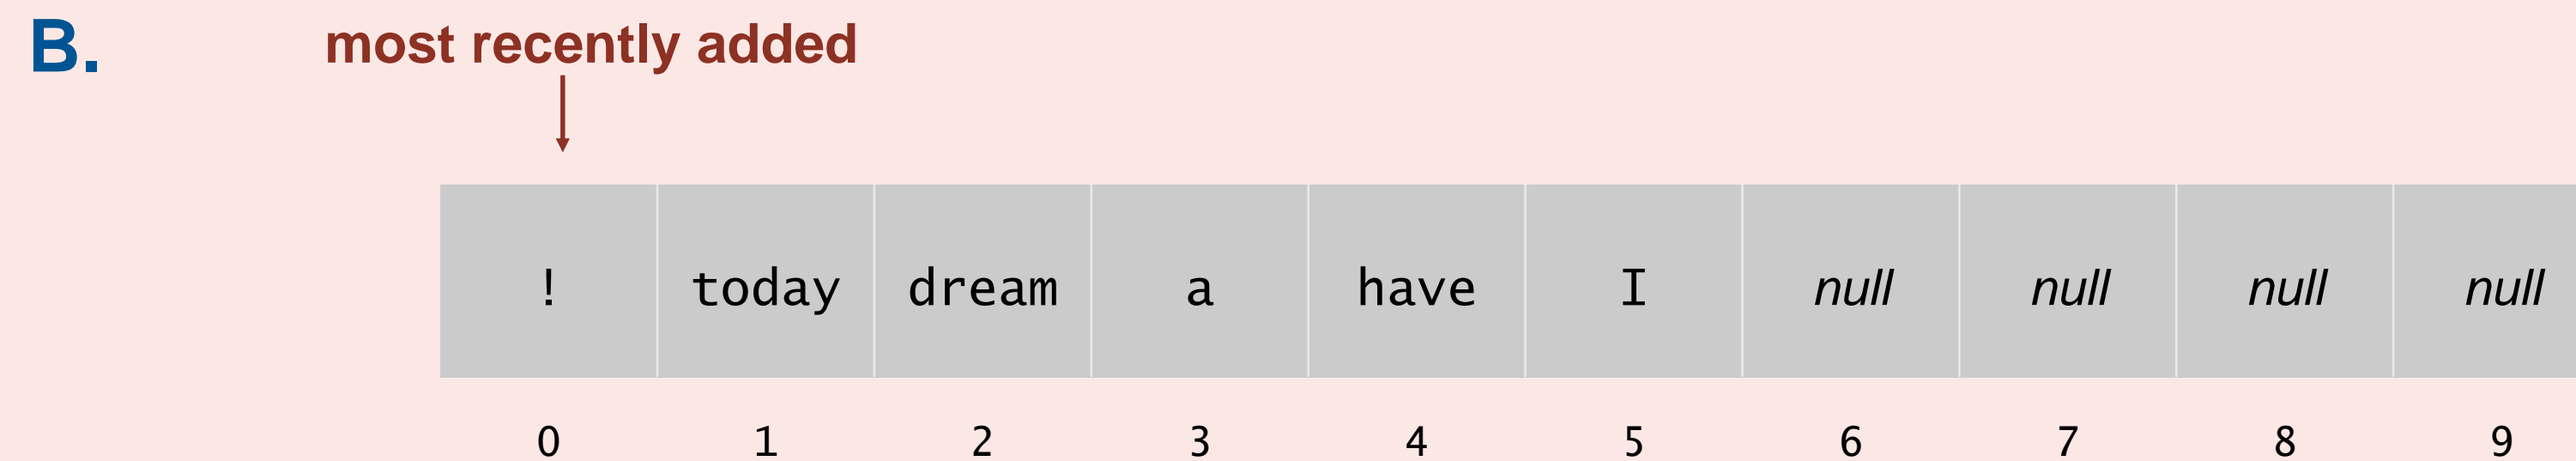 B. most recently added
! today dream a have I null null null null
0 1 2 3 4 5 6 7 8 9